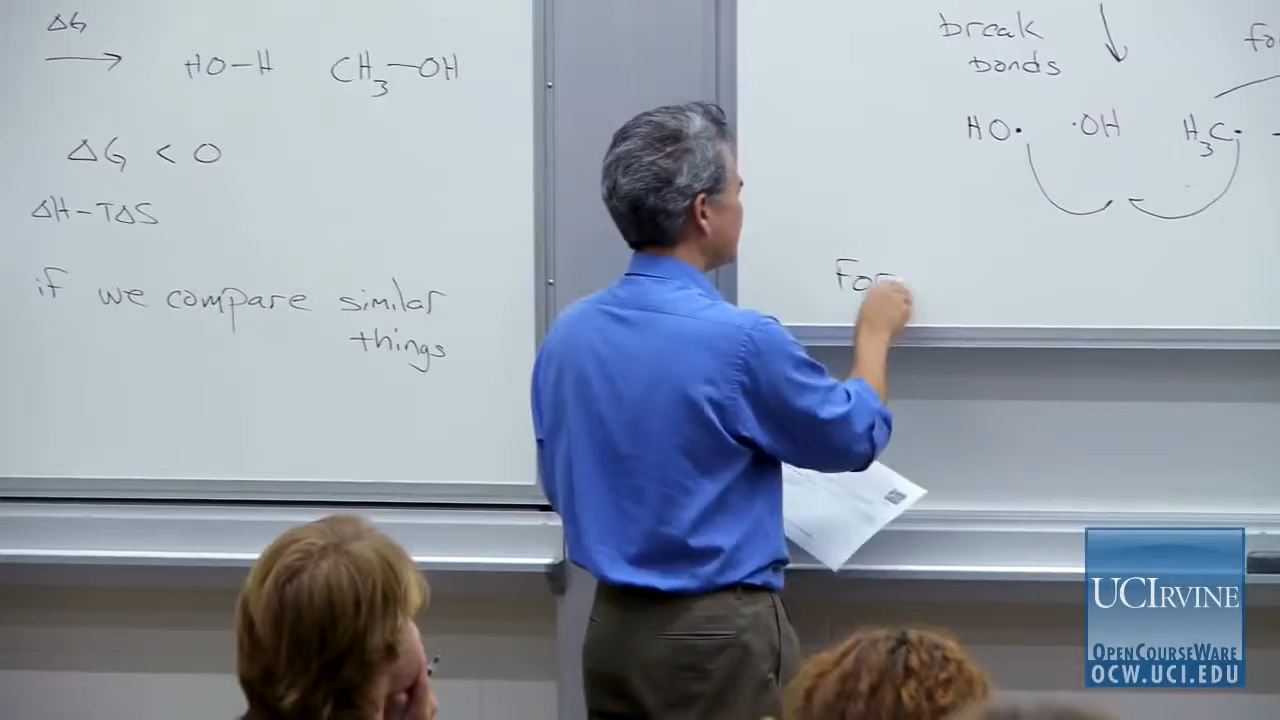 ΔG
→ HO–H CH₃–OH
ΔG < 0
ΔH–TΔS
if we compare similar
things
break
bonds
fo
HO• •OH H₃C•
For
UCIRVINE
OPENCOURSEWARE
OCW.UCI.EDU